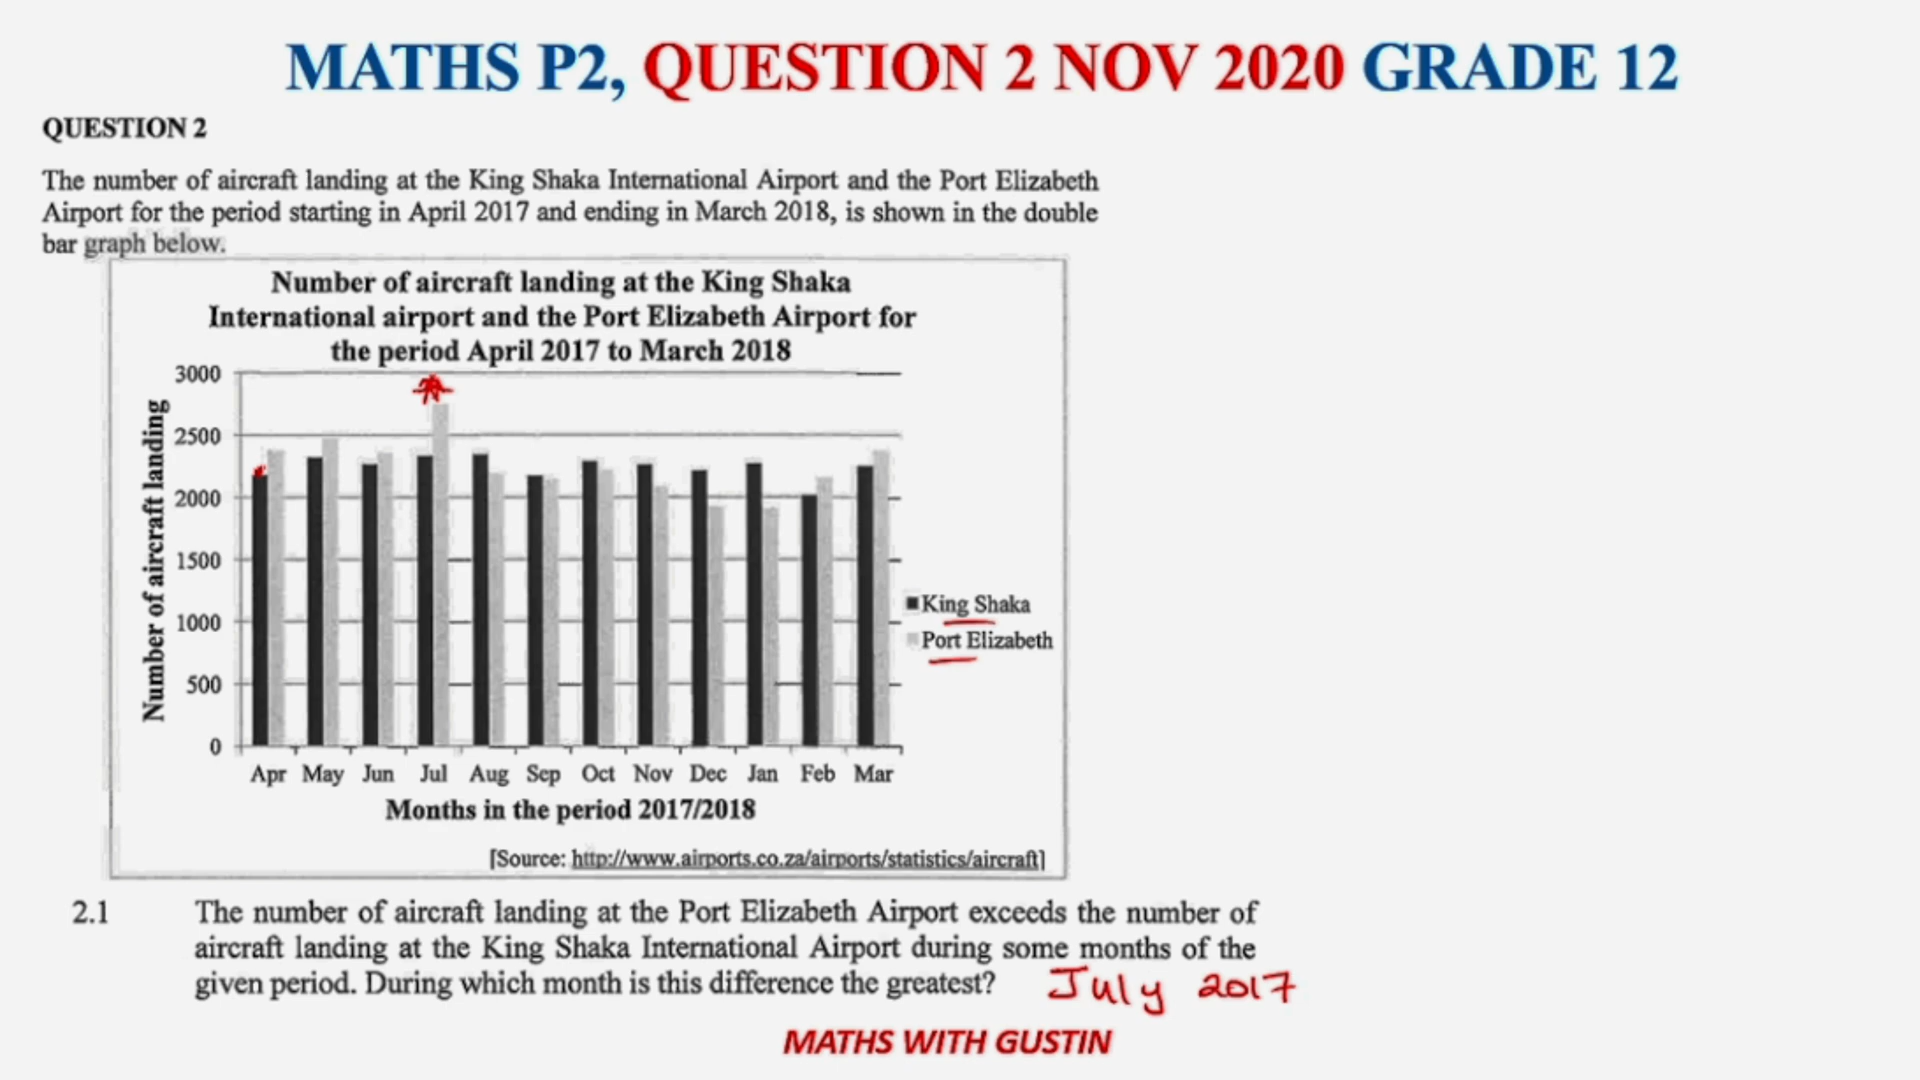 MATHS P2, QUESTION 2 NOV 2020 GRADE 12
QUESTION 2
The number of aircraft landing at the King Shaka International Airport and the Port Elizabeth
Airport for the period starting in April 2017 and ending in March 2018, is shown in the double
bar graph below.
Number of aircraft landing at the King Shaka
International airport and the Port Elizabeth Airport for
the period April 2017 to March 2018
Number of aircraft landing
3000
2500
2000
1500
1000
500
0
Apr May Jun Jul Aug Sep Oct Nov Dec Jan Feb Mar
Months in the period 2017/2018
King Shaka
Port Elizabeth
[Source: http://www.airports.co.za/airports/statistics/aircraft]
2.1 The number of aircraft landing at the Port Elizabeth Airport exceeds the number of
aircraft landing at the King Shaka International Airport during some months of the
given period. During which month is this difference the greatest? July 2017
MATHS WITH GUSTIN